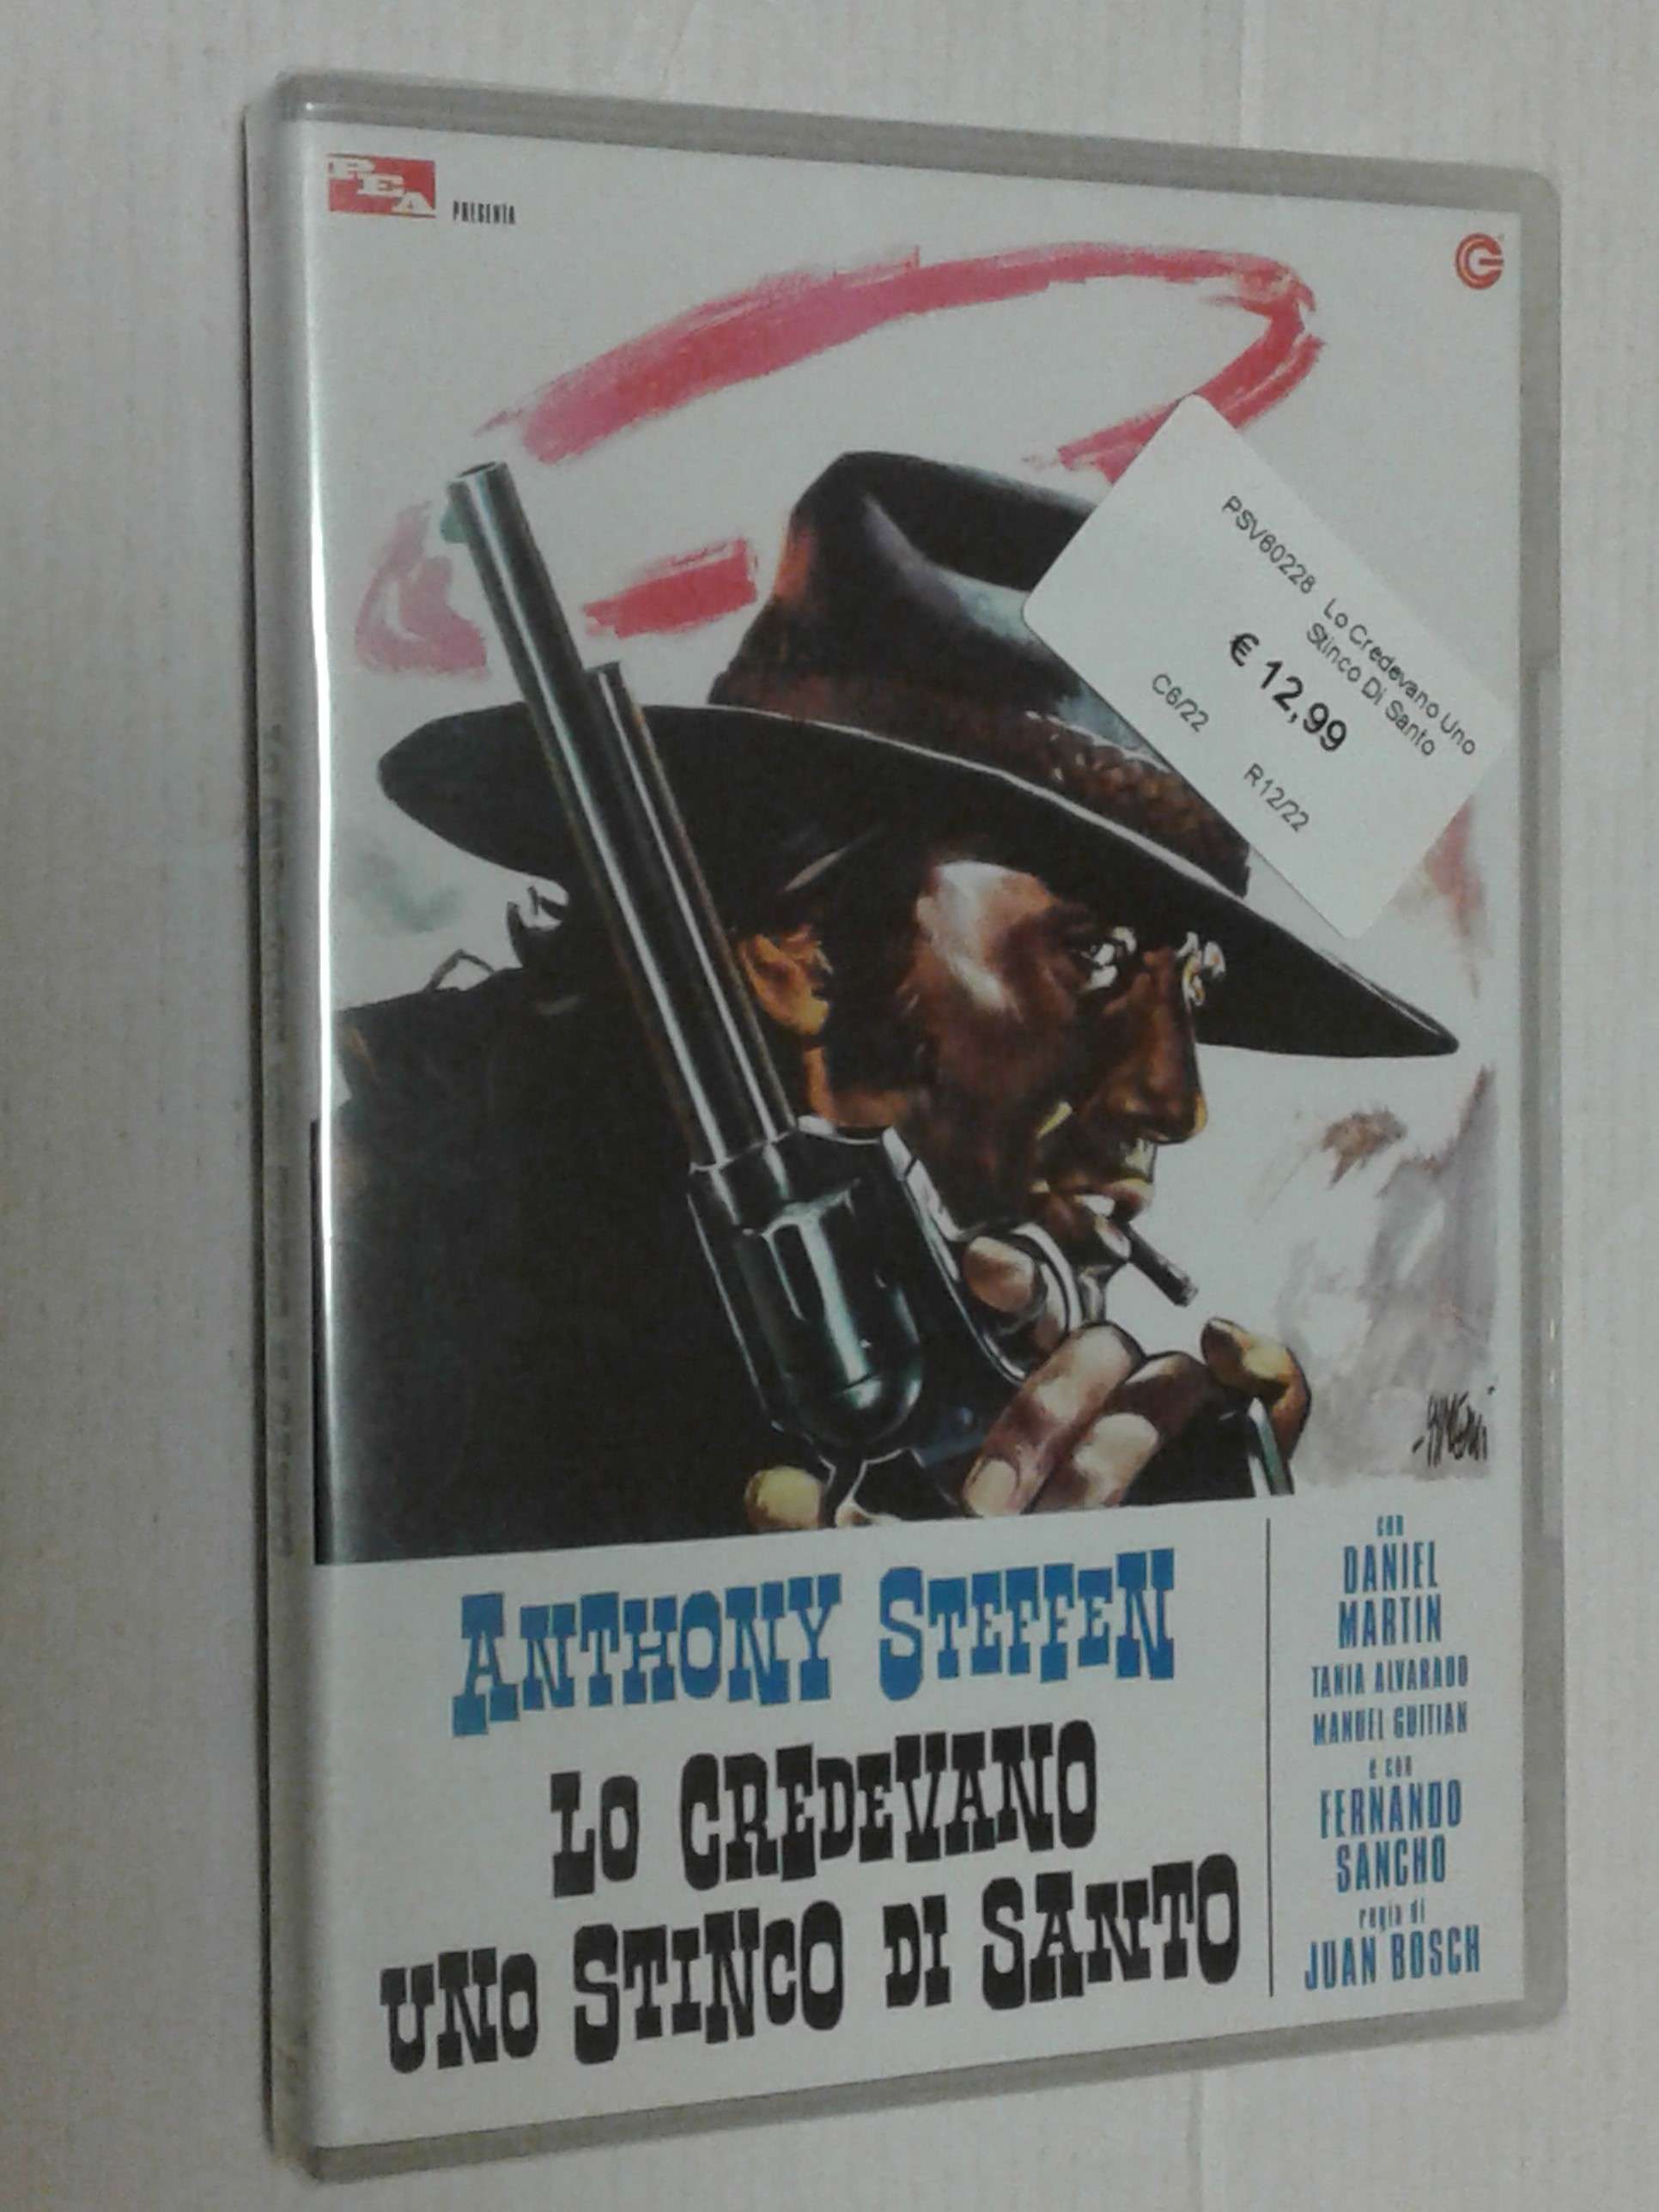 PEA PRESENTA
PSV60228 Lo Credevano Uno
Stinco Di Santo
€ 12,99
C6/22 R12/22
ANTHONY STEFFEN
LO CREDEVANO
UNO STINCO DI SANTO
con
DANIEL
MARTIN
TANIA ALVARADO
MANUEL GUITIAN
e con
FERNANDO
SANCHO
regia di
JUAN BOSCH